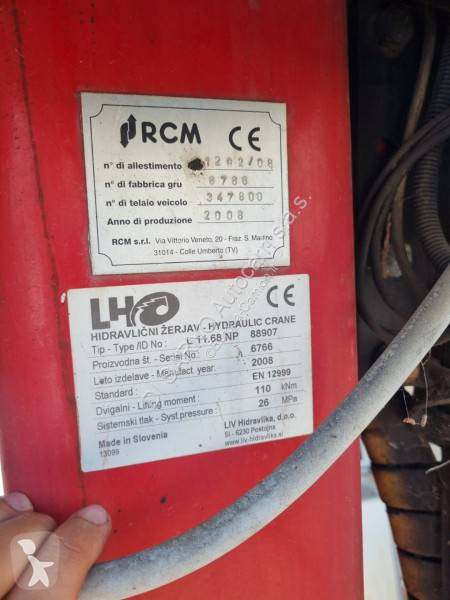 RCM CE
n° di allestimento 1202/08
n° di fabbrica gru 6766
n° di telaio veicolo 347800
Anno di produzione 2008
RCM s.r.l. Via Vittorio Veneto, 20 - Fraz. S. Martino
31014 - Colle Umberto (TV)
LH CE
HIDRAVLIČNI ŽERJAV - HYDRAULIC CRANE
Tip - Type /ID No: L 11.68 NP 88907
Proizvodna št. - Serial No: 6766
Leto izdelave - Manufact. year: 2008
Standard: EN 12999
Dvigalni - Lifting moment: 110 kNm
Sistemski tlak - Syst.pressure: 26 MPa
Made in Slovenia
13099
LIV Hidravlika, d.o.o.
SI - 6230 Postojna
www.liv-hidravlika.si